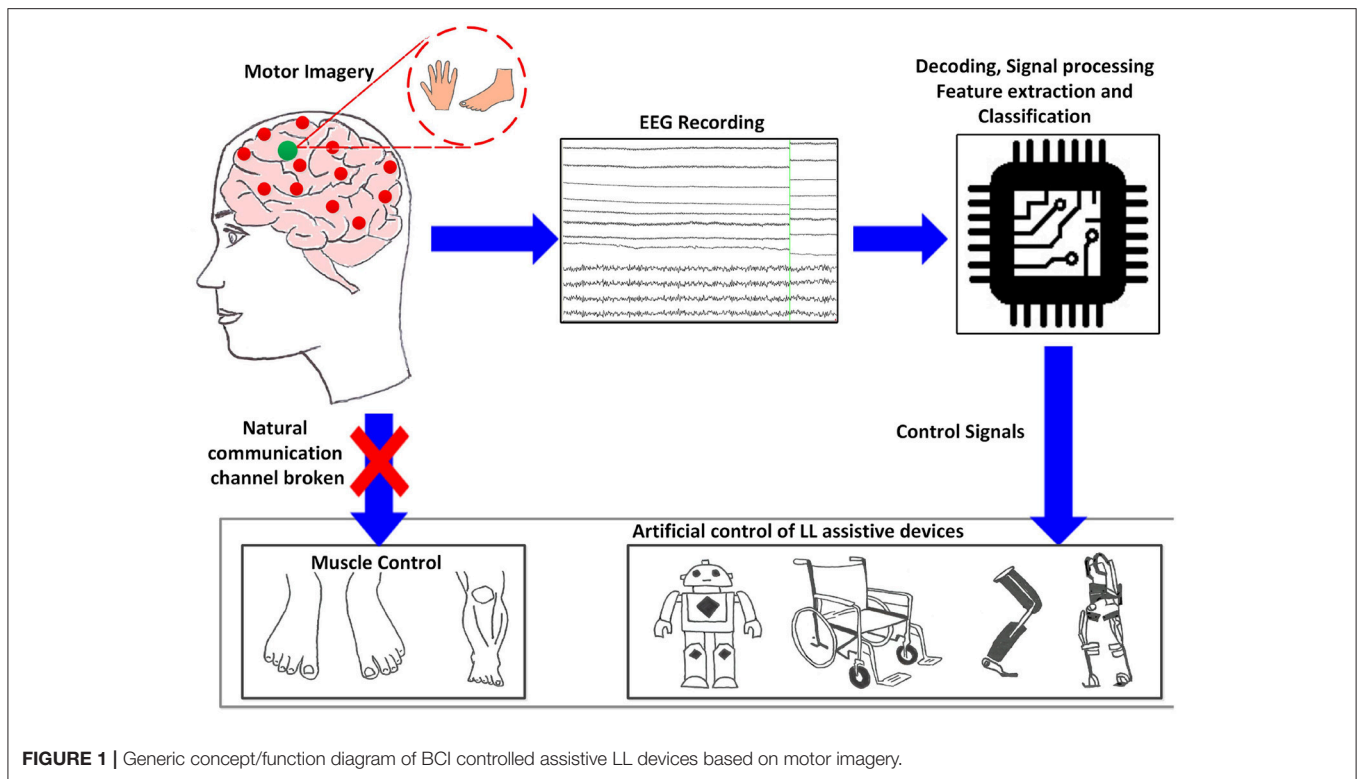 Motor Imagery
EEG Recording
Decoding, Signal processing
Feature extraction and
Classification
Natural
communication
channel broken
Control Signals
Muscle Control
Artificial control of LL assistive devices
FIGURE 1 | Generic concept/function diagram of BCI controlled assistive LL devices based on motor imagery.